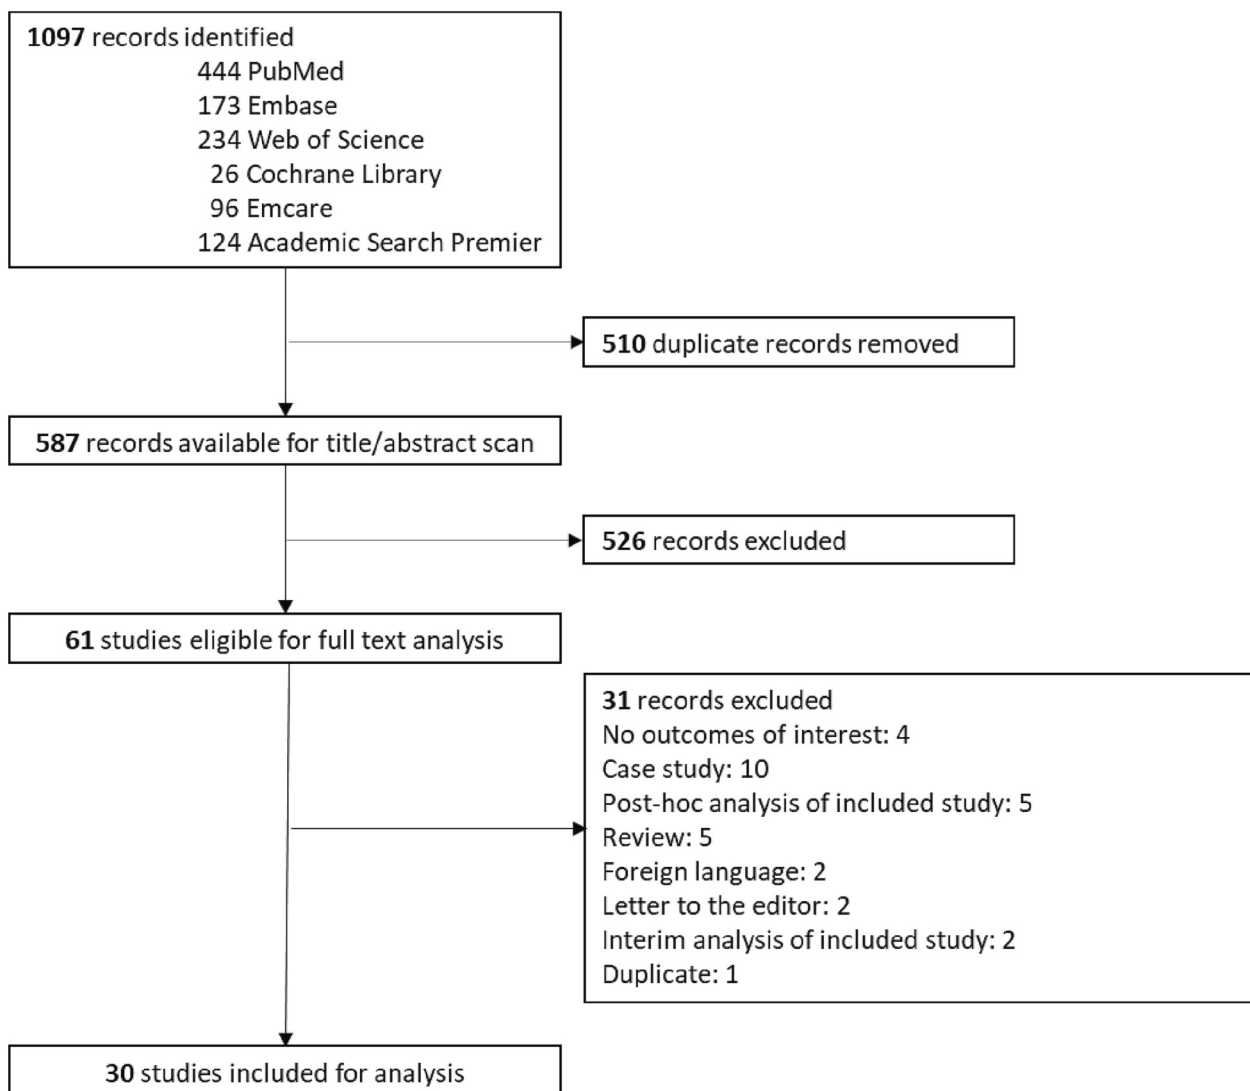 1097 records identified
444 PubMed
173 Embase
234 Web of Science
26 Cochrane Library
96 Emcare
124 Academic Search Premier
510 duplicate records removed
587 records available for title/abstract scan
526 records excluded
61 studies eligible for full text analysis
31 records excluded
No outcomes of interest: 4
Case study: 10
Post-hoc analysis of included study: 5
Review: 5
Foreign language: 2
Letter to the editor: 2
Interim analysis of included study: 2
Duplicate: 1
30 studies included for analysis